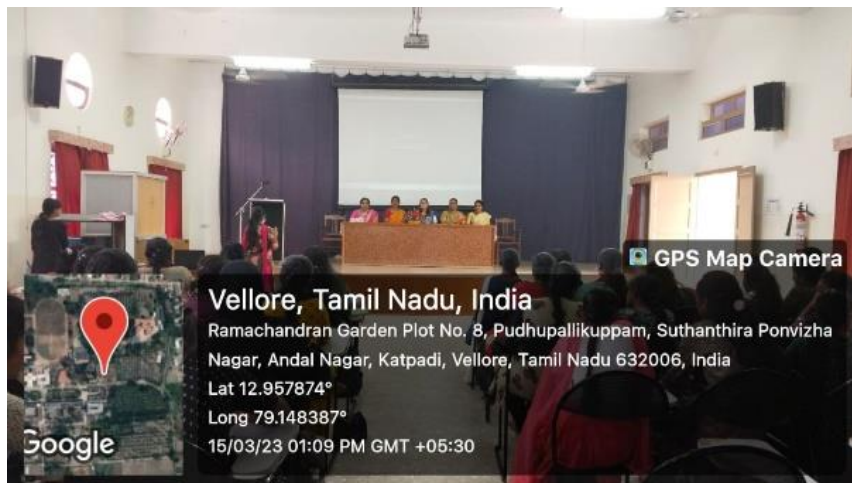 GPS Map Camera
Vellore, Tamil Nadu, India
Ramachandran Garden Plot No. 8, Pudhupallikuppam, Suthanthira Ponvizha
Nagar, Andal Nagar, Katpadi, Vellore, Tamil Nadu 632006, India
Lat 12.957874°
Long 79.148387°
15/03/23 01:09 PM GMT +05:30
Google